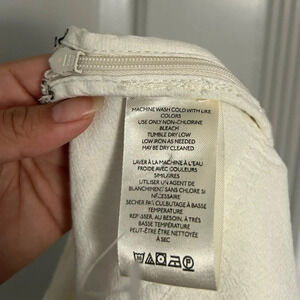 MACHINE WASH COLD WITH LIKE
COLORS
USE ONLY NON-CHLORINE
BLEACH
TUMBLE DRY LOW
LOW IRON AS NEEDED
MAY BE DRY CLEANED
LAVER À LA MACHINE À L'EAU
FROIDE AVEC COULEURS
SIMILAIRES
UTILISER UN AGENT DE
BLANCHIMENT SANS CHLORE SI
NÉCESSAIRE
SECHER PAR CULBUTAGE À BASSE
TEMPÉRATURE
REPASSER, AU BESOIN, À TRÈS
BASSE TEMPÉRATURE
PEUT-ÊTRE ÊTRE NETTOYÉE
À SEC